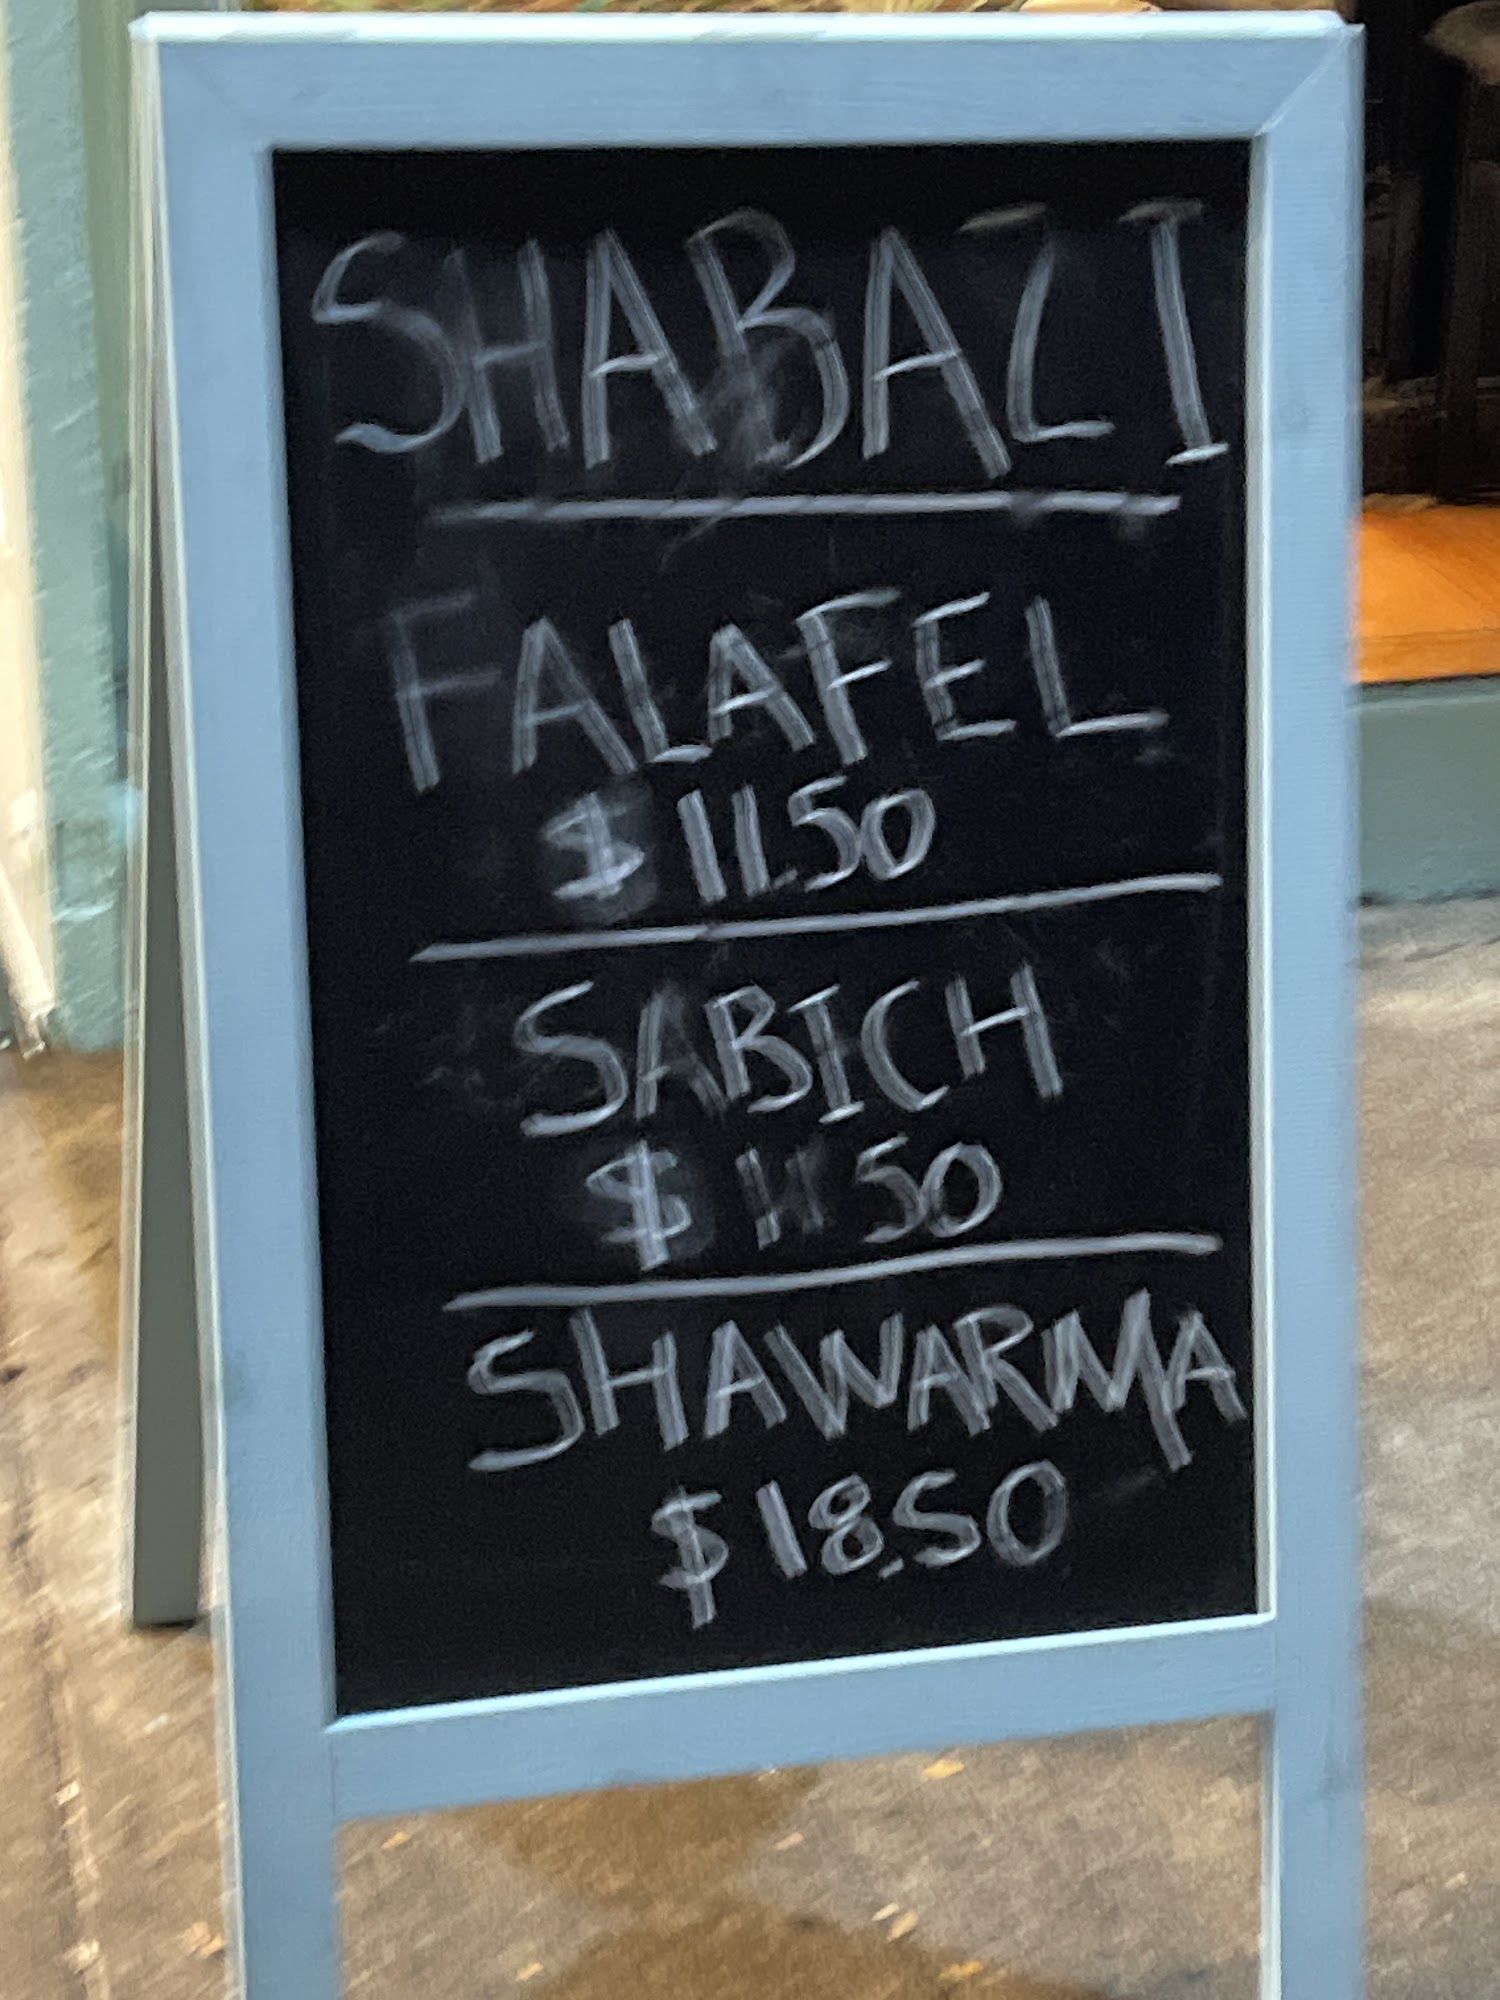 SHABAZI
FALAFEL
$11.50
SABICH
$11 50
SHAWARMA
$18.50